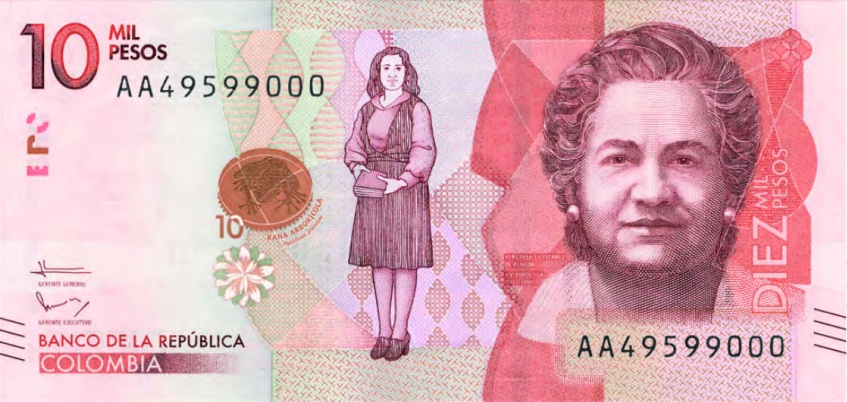 10 MIL
PESOS
AA49599000
10
RANA ARBORÍCOLA
VIRGINIA GUTIÉRREZ
DE PINEDA
ANTROPÓLOGA
DIEZ MIL
PESOS
GERENTE GENERAL
GERENTE EJECUTIVO
BANCO DE LA REPÚBLICA
COLOMBIA
AA49599000